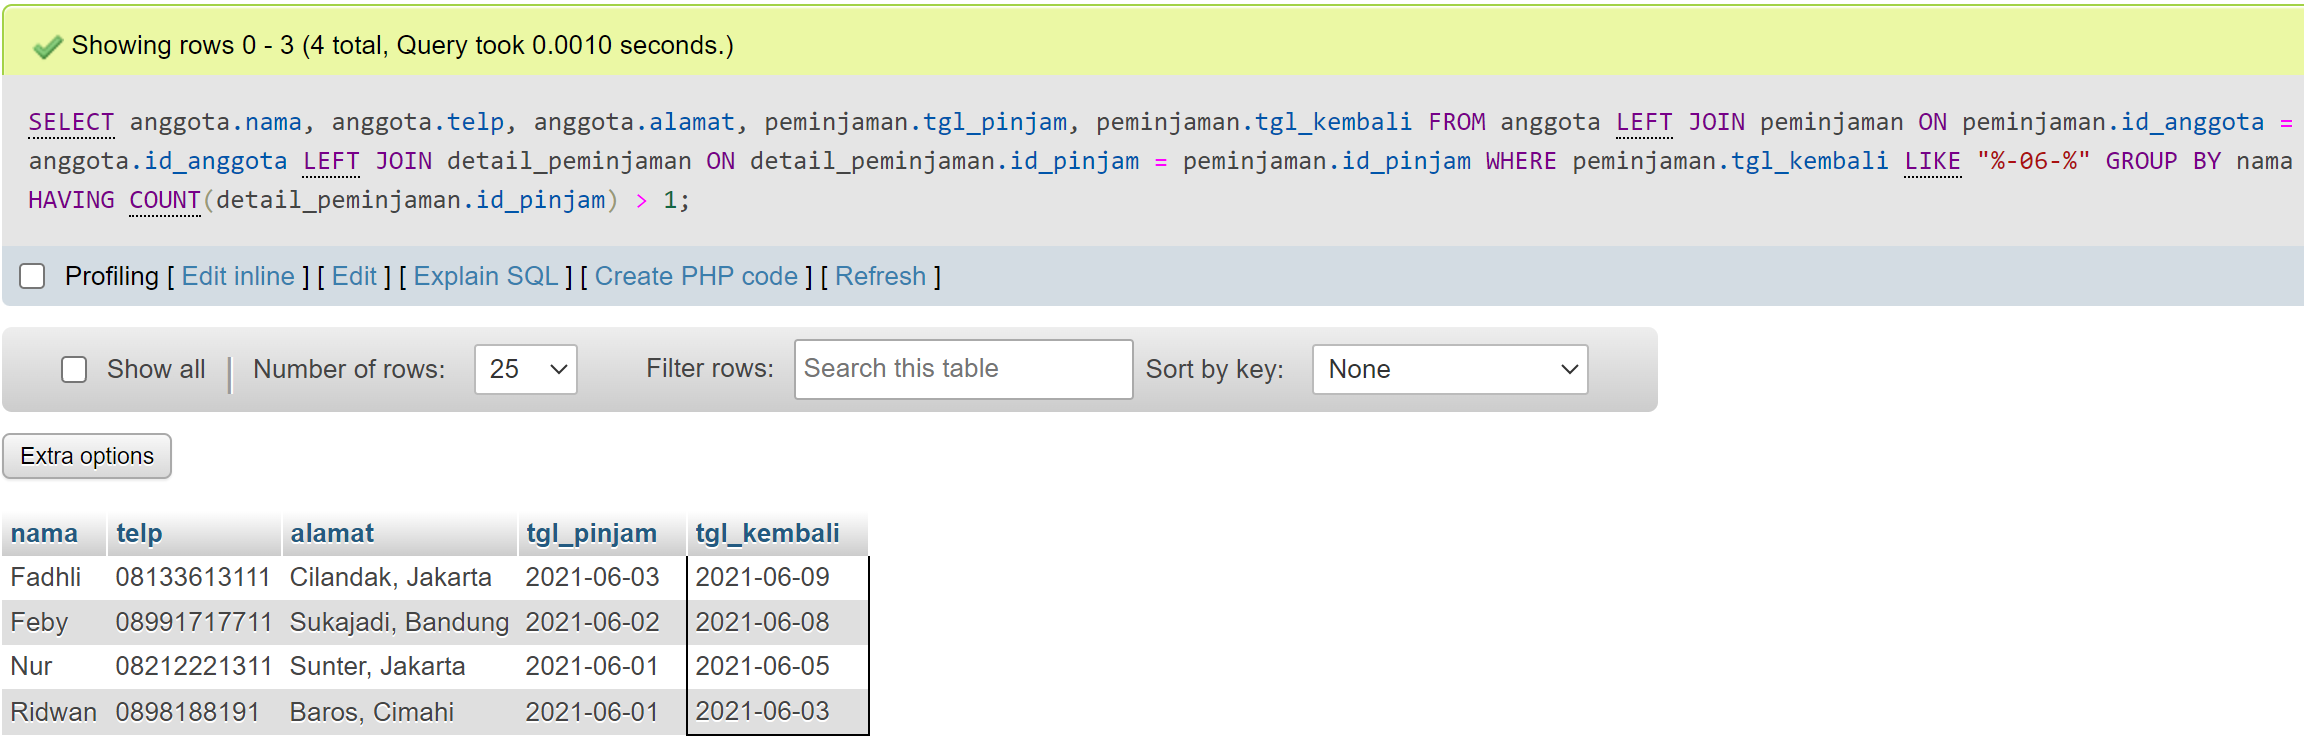 Showing rows 0 - 3 (4 total, Query took 0.0010 seconds.)
SELECT anggota.nama, anggota.telp, anggota.alamat, peminjaman.tgl_pinjam, peminjaman.tgl_kembali FROM anggota LEFT JOIN peminjaman ON peminjaman.id_anggota =
anggota.id_anggota LEFT JOIN detail_peminjaman ON detail_peminjaman.id_pinjam = peminjaman.id_pinjam WHERE peminjaman.tgl_kembali LIKE "%-06-%" GROUP BY nama
HAVING COUNT(detail_peminjaman.id_pinjam) > 1;
Profiling [ Edit inline ] [ Edit ] [ Explain SQL ] [ Create PHP code ] [ Refresh ]
Show all Number of rows: 25 Filter rows: Search this table Sort by key: None
Extra options
nama telp alamat tgl_pinjam tgl_kembali
Fadhli 08133613111 Cilandak, Jakarta 2021-06-03 2021-06-09
Feby 08991717711 Sukajadi, Bandung 2021-06-02 2021-06-08
Nur 08212221311 Sunter, Jakarta 2021-06-01 2021-06-05
Ridwan 0898188191 Baros, Cimahi 2021-06-01 2021-06-03